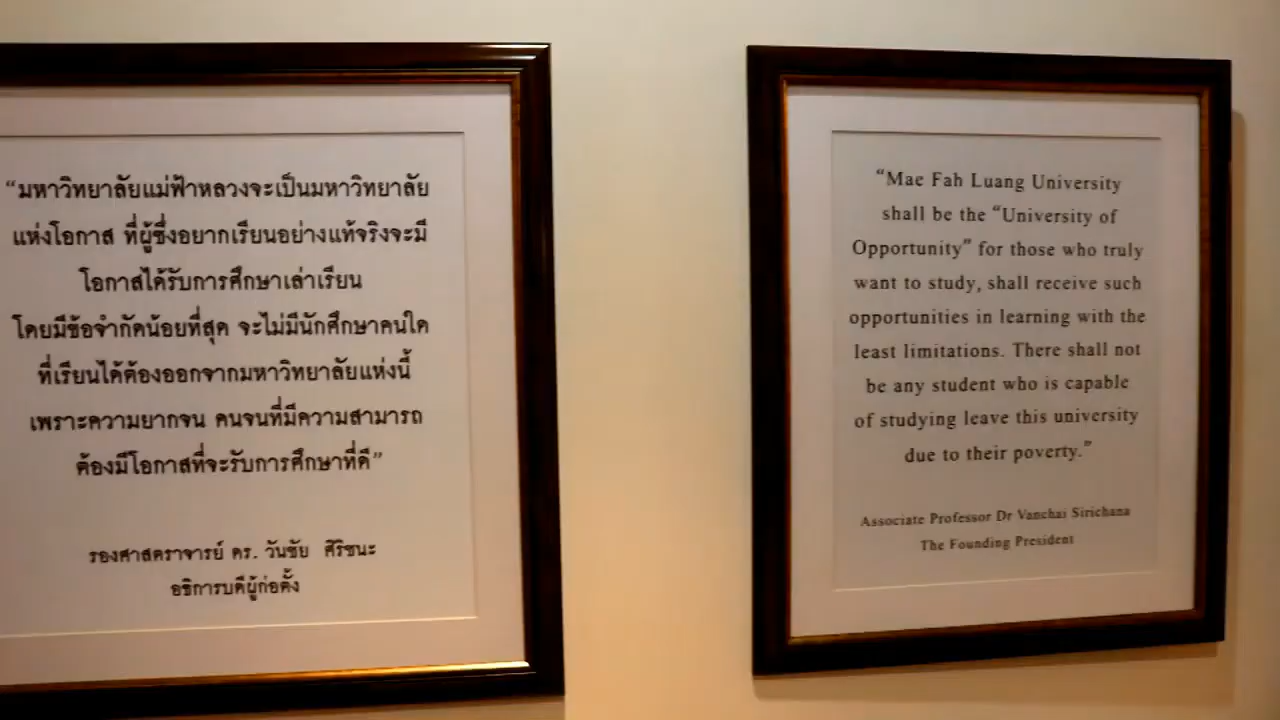 “มหาวิทยาลัยแม่ฟ้าหลวงจะเป็นมหาวิทยาลัย
แห่งโอกาส ที่ผู้ซึ่งอยากเรียนอย่างแท้จริงจะมี
โอกาสได้รับการศึกษาเล่าเรียน
โดยมีข้อจำกัดน้อยที่สุด จะไม่มีนักศึกษาคนใด
ที่เรียนได้ต้องออกจากมหาวิทยาลัยแห่งนี้
เพราะความยากจน คนจนที่มีความสามารถ
ต้องมีโอกาสที่จะรับการศึกษาที่ดี”
รองศาสตราจารย์ ดร. วันชัย ศิริชนะ
อธิการบดีผู้ก่อตั้ง
“Mae Fah Luang University
shall be the “University of
Opportunity” for those who truly
want to study, shall receive such
opportunities in learning with the
least limitations. There shall not
be any student who is capable
of studying leave this university
due to their poverty.”
Associate Professor Dr Vanchai Sirichana
The Founding President